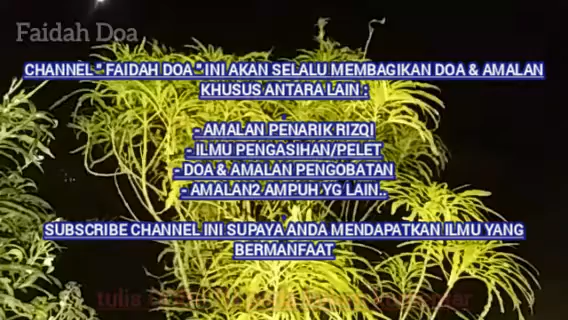 Faidah Doa
CHANNEL " FAIDAH DOA " INI AKAN SELALU MEMBAGIKAN DOA & AMALAN
KHUSUS ANTARA LAIN :
- AMALAN PENARIK RIZQI
- ILMU PENGASIHAN/PELET
- DOA & AMALAN PENGOBATAN
- AMALAN2 AMPUH YG LAIN..
SUBSCRIBE CHANNEL INI SUPAYA ANDA MENDAPATKAN ILMU YANG
BERMANFAAT
tulis